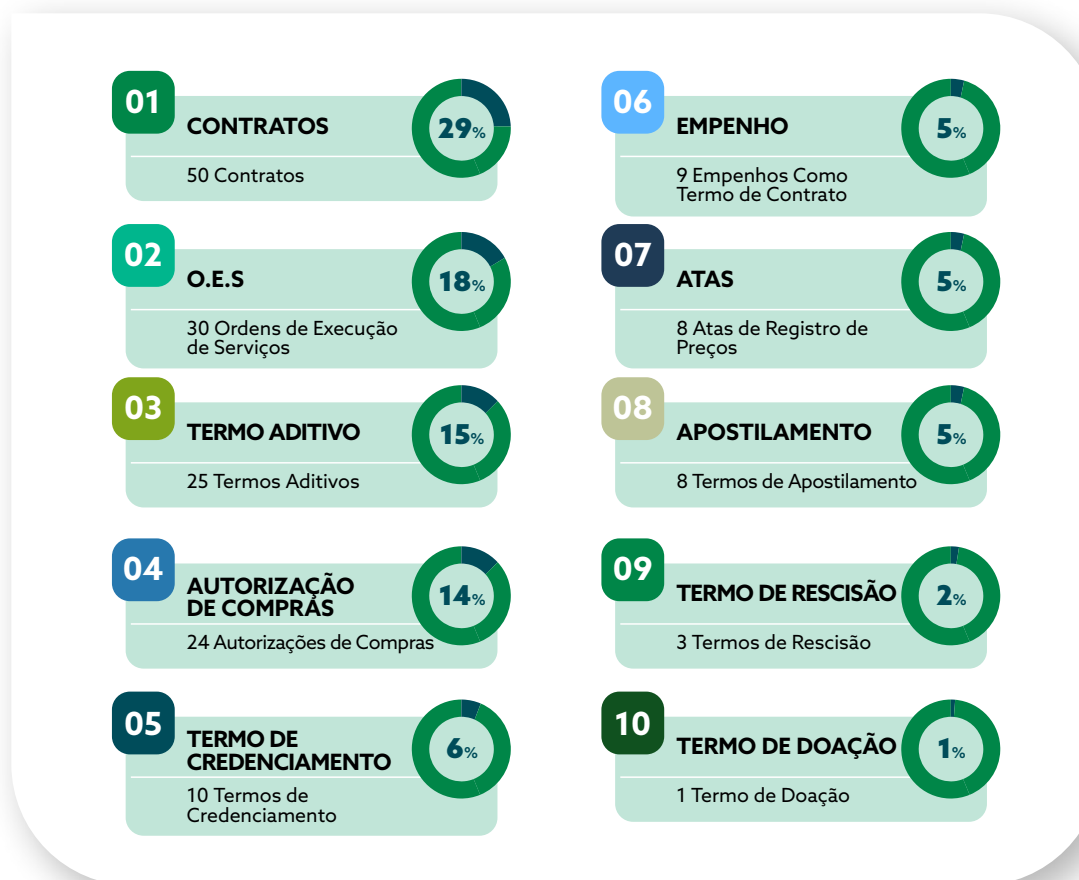 01
CONTRATOS
29%
50 Contratos
02
O.E.S
18%
30 Ordens de Execução
de Serviços
03
TERMO ADITIVO
15%
25 Termos Aditivos
04
AUTORIZAÇÃO
DE COMPRAS
14%
24 Autorizações de Compras
05
TERMO DE
CREDENCIAMENTO
6%
10 Termos de
Credenciamento
06
EMPENHO
5%
9 Empenhos Como
Termo de Contrato
07
ATAS
5%
8 Atas de Registro de
Preços
08
APOSTILAMENTO
5%
8 Termos de Apostilamento
09
TERMO DE RESCISÃO
2%
3 Termos de Rescisão
10
TERMO DE DOAÇÃO
1%
1 Termo de Doação